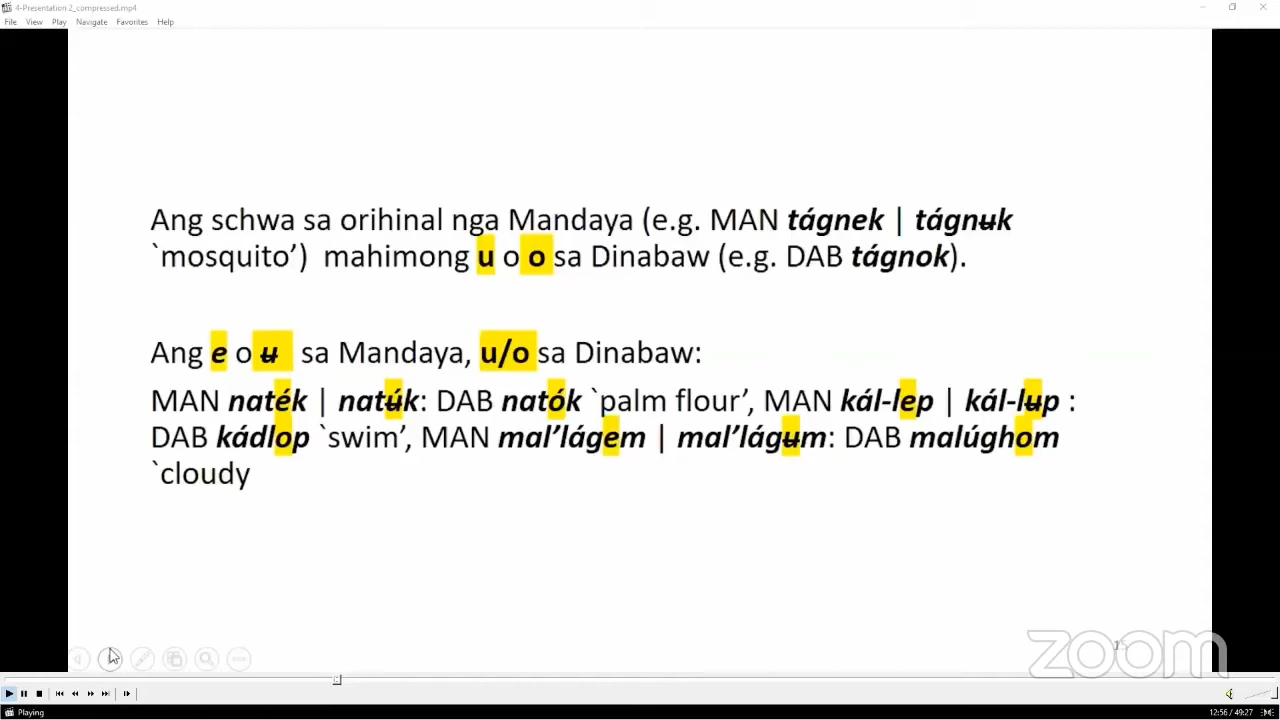 4-Presentation 2_compressed.mp4
File View Play Navigate Favorites Help
Ang schwa sa orihinal nga Mandaya (e.g. MAN tágnek | tágnʉk
`mosquito’) mahimong u o o sa Dinabaw (e.g. DAB tágnok).
Ang e o ʉ sa Mandaya, u/o sa Dinabaw:
MAN naték | natʉ́k: DAB natók `palm flour’, MAN kál-lep | kál-lʉp :
DAB kádlop `swim’, MAN mal’lágem | mal’lágʉm: DAB malúghom
`cloudy
15
zoom
Playing 12:56 / 49:27